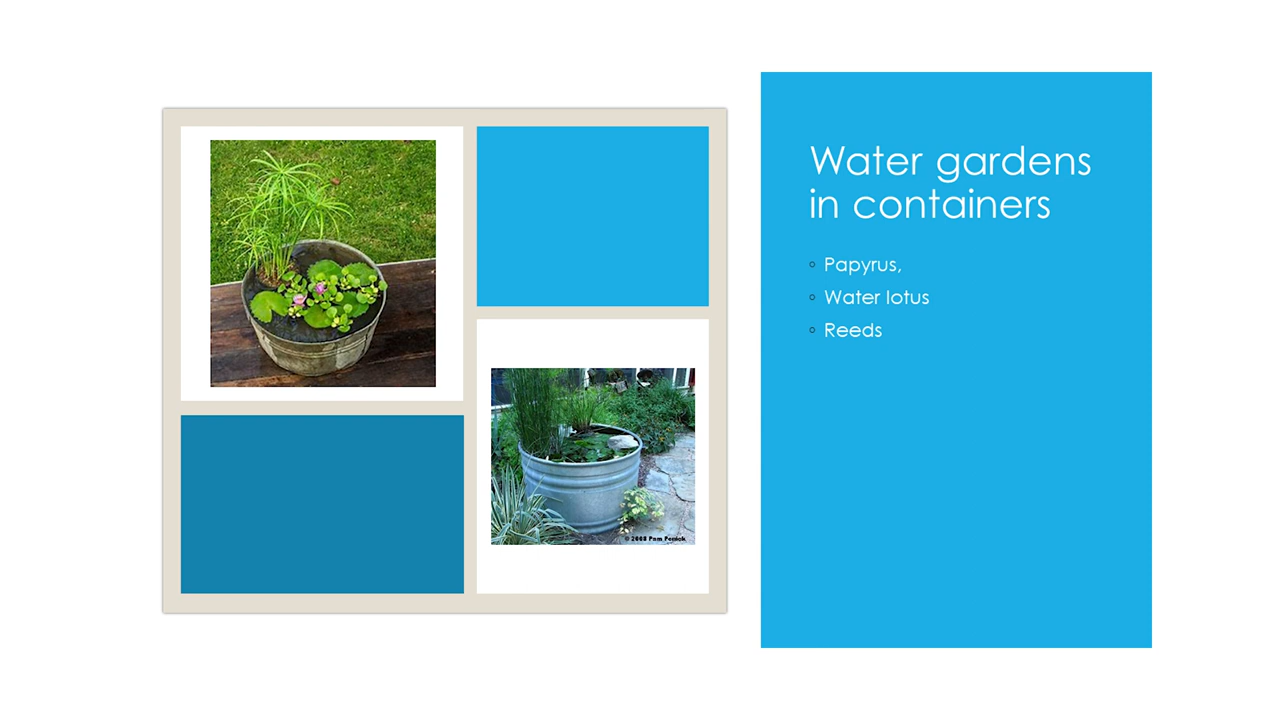 Water gardens
in containers
Papyrus,
Water lotus
Reeds
© 2008 Pam Penick